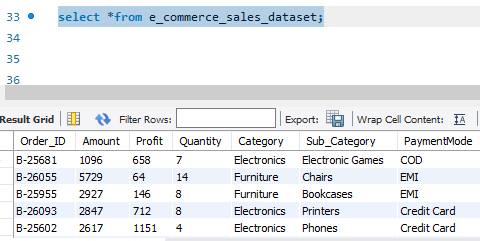 33 select *from e_commerce_sales_dataset;
34
35
36
Result Grid Filter Rows: Export: Wrap Cell Content:
Order_ID Amount Profit Quantity Category Sub_Category PaymentMode
B-25681 1096 658 7 Electronics Electronic Games COD
B-26055 5729 64 14 Furniture Chairs EMI
B-25955 2927 146 8 Furniture Bookcases EMI
B-26093 2847 712 8 Electronics Printers Credit Card
B-25602 2617 1151 4 Electronics Phones Credit Card